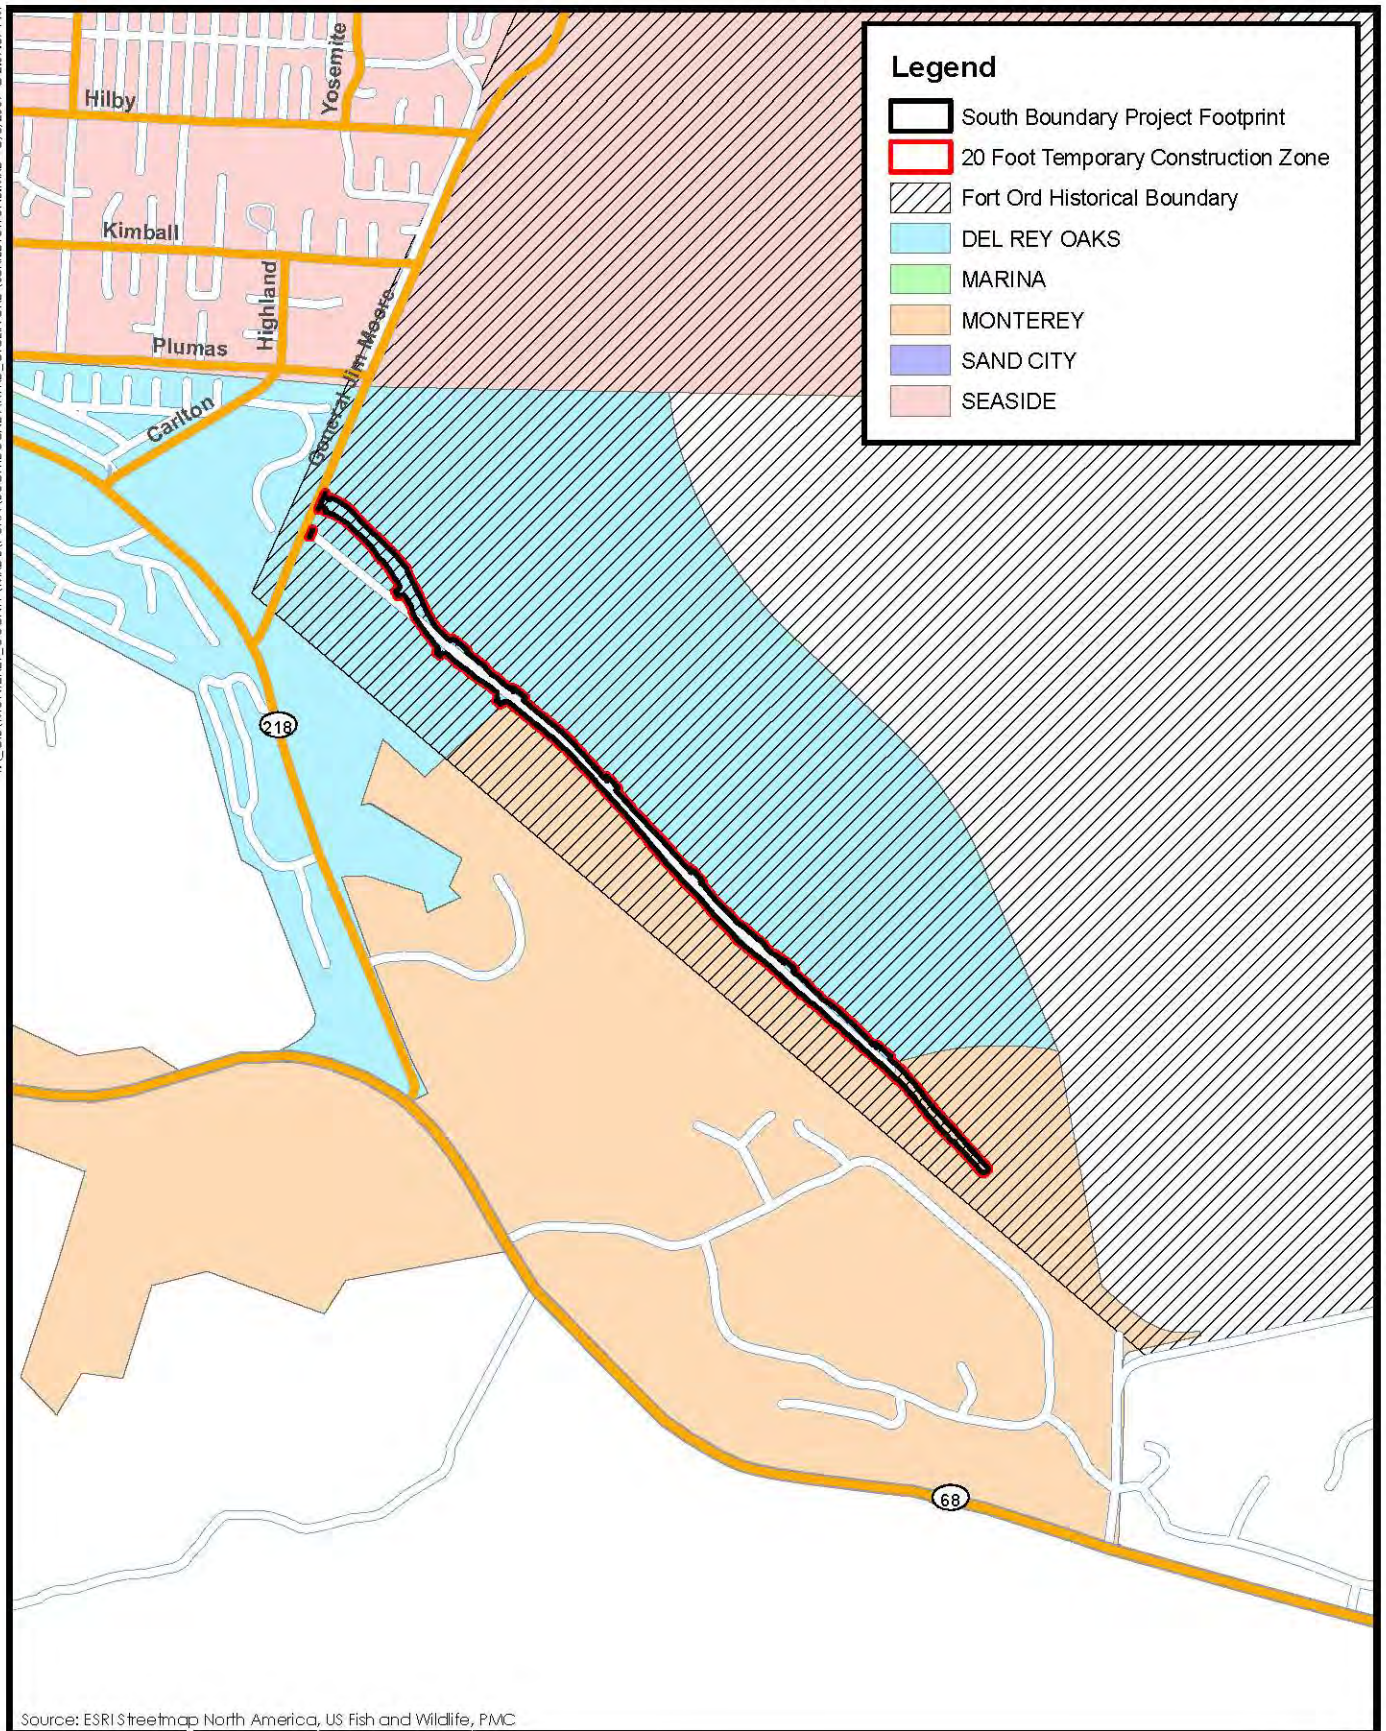 Legend
South Boundary Project Footprint
20 Foot Temporary Construction Zone
Fort Ord Historical Boundary
DEL REY OAKS
MARINA
MONTEREY
SAND CITY
SEASIDE
Hilby
Yosemite
Kimball
Highland
Plumas
General Jim Moore
Carlton
218
68
Source: ESRI Streetmap North America, US Fish and Wildlife, PMC